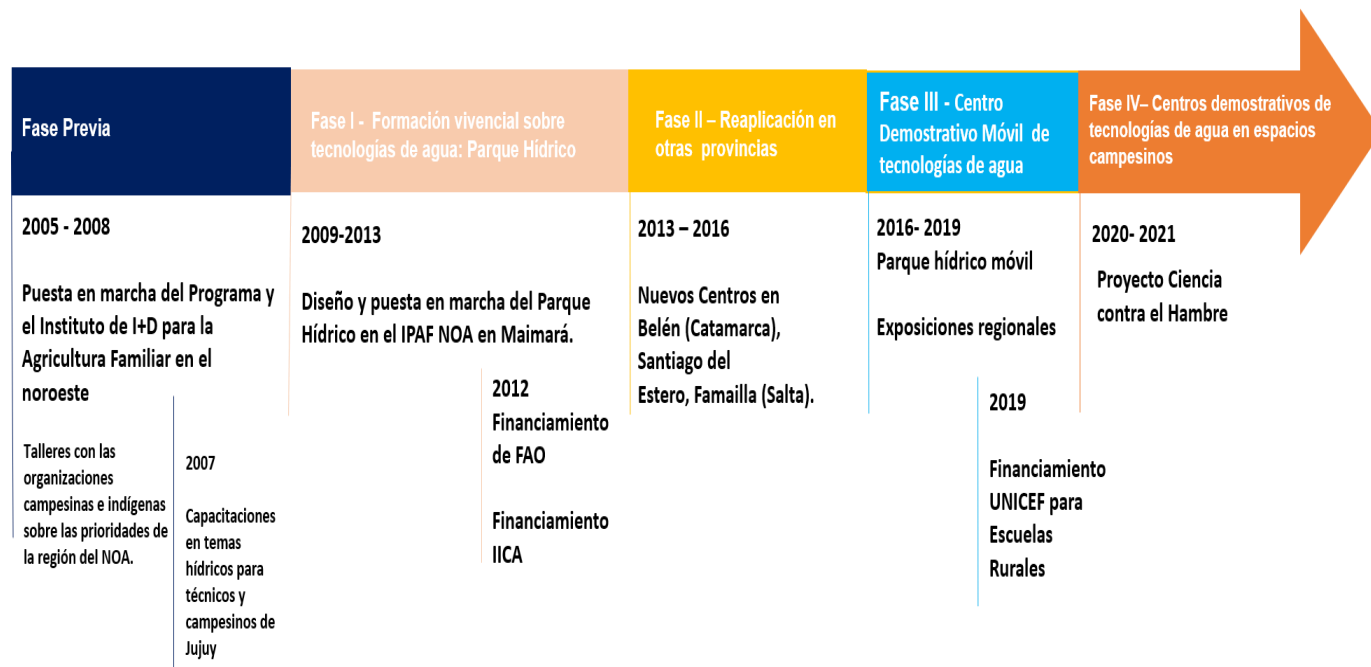 Fase Previa
2005 - 2008
Puesta en marcha del Programa y
el Instituto de I+D para la
Agricultura Familiar en el
noroeste
Talleres con las
organizaciones
campesinas e indígenas
sobre las prioridades de
la región del NOA.
2007
Capacitaciones
en temas
hídricos para
técnicos y
campesinos de
Jujuy
Fase I - Formación vivencial sobre
tecnologías de agua: Parque Hídrico
2009-2013
Diseño y puesta en marcha del Parque
Hídrico en el IPAF NOA en Maimará.
2012
Financiamiento
de FAO
Financiamiento
IICA
Fase II – Reaplicación en
otras provincias
2013 – 2016
Nuevos Centros en
Belén (Catamarca),
Santiago del
Estero, Famailla (Salta).
Fase III - Centro
Demostrativo Móvil de
tecnologías de agua
2016- 2019
Parque hídrico móvil
Exposiciones regionales
2019
Financiamiento
UNICEF para
Escuelas
Rurales
Fase IV– Centros demostrativos de
tecnologías de agua en espacios
campesinos
2020- 2021
Proyecto Ciencia
contra el Hambre